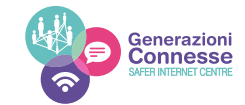 Generazioni
Connesse
SAFER INTERNET CENTRE